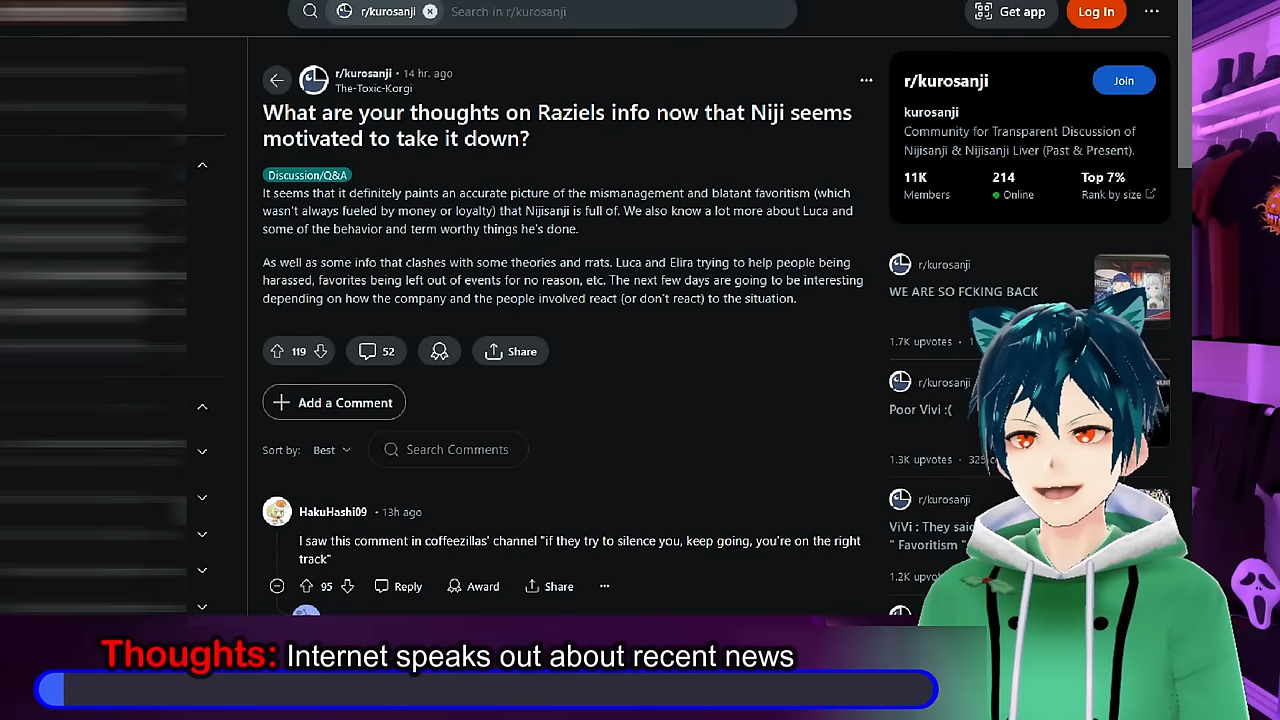 r/kurosanji
Search in r/kurosanji
Get app
Log In
r/kurosanji • 14 hr. ago
The-Toxic-Korgi
What are your thoughts on Raziels info now that Niji seems
motivated to take it down?
Discussion/Q&A
It seems that it definitely paints an accurate picture of the mismanagement and blatant favoritism (which
wasn't always fueled by money or loyalty) that Nijisanji is full of. We also know a lot more about Luca and
some of the behavior and term worthy things he's done.
As well as some info that clashes with some theories and rrats. Luca and Elira trying to help people being
harassed, favorites being left out of events for no reason, etc. The next few days are going to be interesting
depending on how the company and the people involved react (or don't react) to the situation.
119
52
Share
Add a Comment
Sort by:
Best
Search Comments
HakuHashi09 • 13h ago
I saw this comment in coffeezillas' channel "if they try to silence you, keep going, you're on the right
track"
95
Reply
Award
Share
r/kurosanji
Join
kurosanji
Community for Transparent Discussion of
Nijisanji & Nijisanji Liver (Past & Present).
11K
214
Top 7%
Members
Online
Rank by size
r/kurosanji
WE ARE SO FCKING BACK
1.7K upvotes •
r/kurosanji
Poor Vivi :(
1.3K upvotes •
r/kurosanji
ViVi : They said
" Favoritism "
1.2K
Thoughts: Internet speaks out about recent news